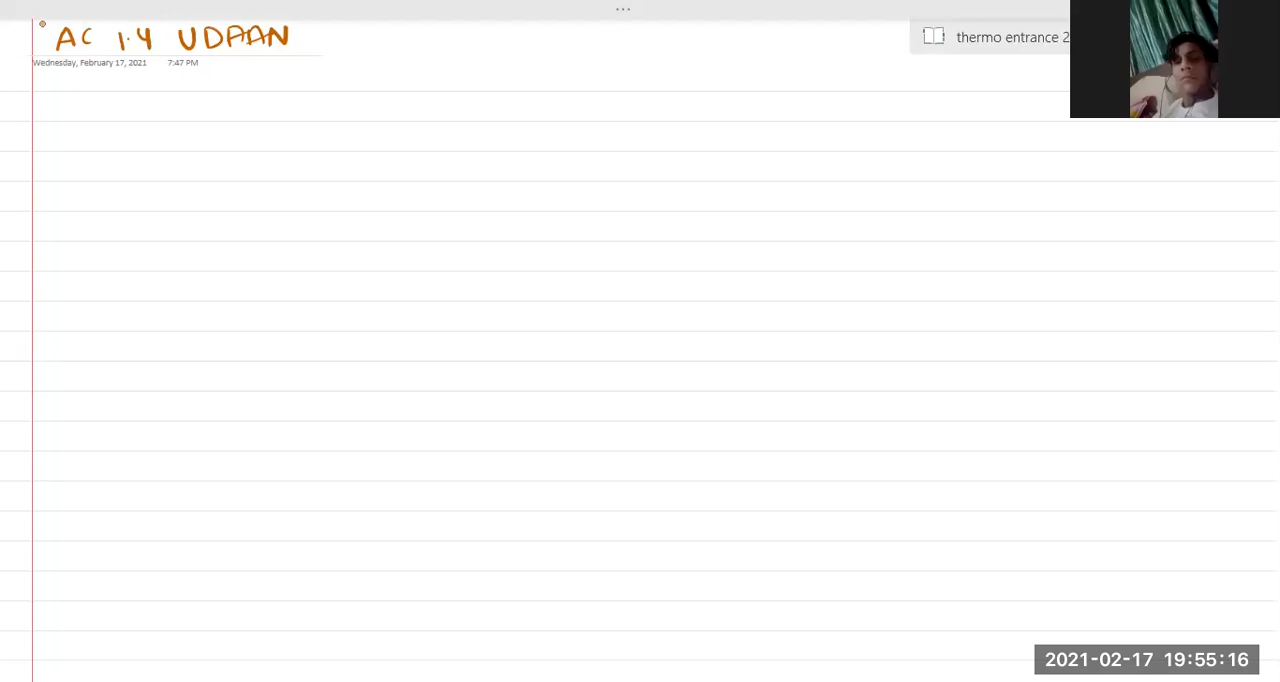 AC 1.4 UDAAN
Wednesday, February 17, 2021 7:47 PM
thermo entrance 2
2021-02-17 19:55:16